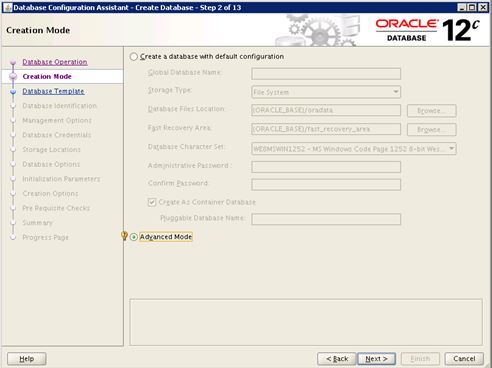 Database Configuration Assistant - Create Database - Step 2 of 13
Creation Mode
ORACLE
DATABASE 12c
Database Operation
Creation Mode
Database Template
Database Identification
Management Options
Database Credentials
Storage Locations
Database Options
Initialization Parameters
Creation Options
Pre Requisite Checks
Summary
Progress Page
Create a database with default configuration
Global Database Name:
Storage Type: File System
Database Files Location: {ORACLE_BASE}/oradata Browse...
Fast Recovery Area: {ORACLE_BASE}/fast_recovery_area Browse...
Database Character Set: WE8MSWIN1252 - MS Windows Code Page 1252 8-bit Wes...
Administrative Password:
Confirm Password:
Create As Container Database
Pluggable Database Name:
Advanced Mode
Help
< Back
Next >
Finish
Cancel